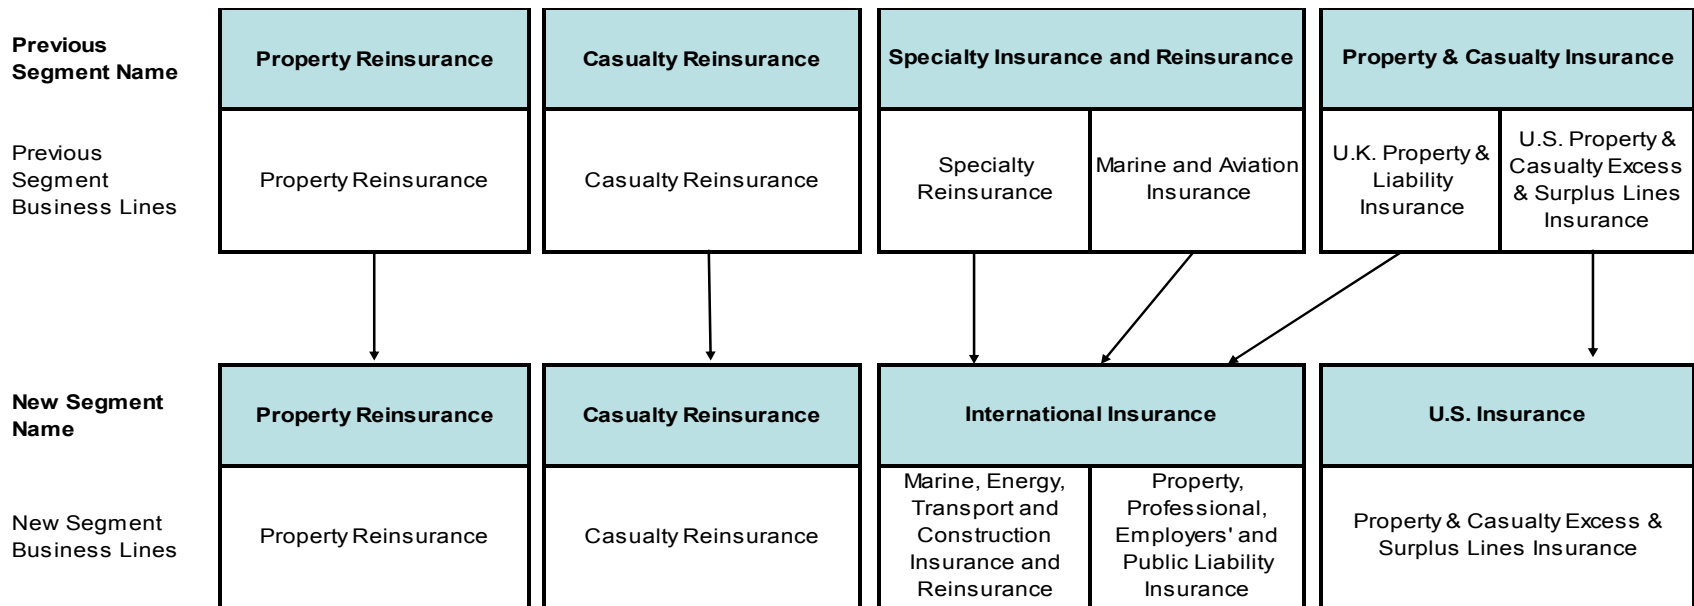 Previous
Segment Name
Property Reinsurance
Casualty Reinsurance
Specialty Insurance and Reinsurance
Property & Casualty Insurance
Previous
Segment
Business Lines
Property Reinsurance
Casualty Reinsurance
Specialty
Reinsurance
Marine and Aviation
Insurance
U.K. Property &
Liability
Insurance
U.S. Property &
Casualty Excess
& Surplus Lines
Insurance
New Segment
Name
Property Reinsurance
Casualty Reinsurance
International Insurance
U.S. Insurance
New Segment
Business Lines
Property Reinsurance
Casualty Reinsurance
Marine, Energy,
Transport and
Construction
Insurance and
Reinsurance
Property,
Professional,
Employers' and
Public Liability
Insurance
Property & Casualty Excess &
Surplus Lines Insurance